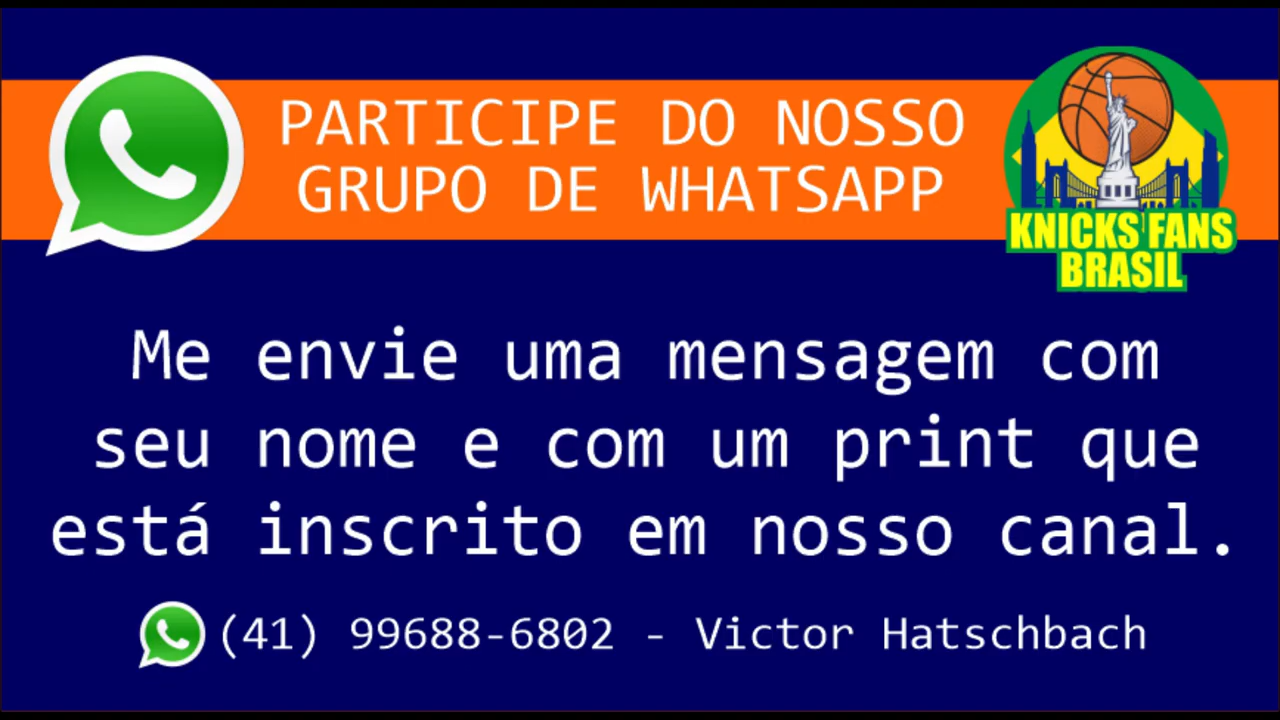 PARTICIPE DO NOSSO
GRUPO DE WHATSAPP
KNICKS FANS
BRASIL
Me envie uma mensagem com
seu nome e com um print que
está inscrito em nosso canal.
(41) 99688-6802 - Victor Hatschbach